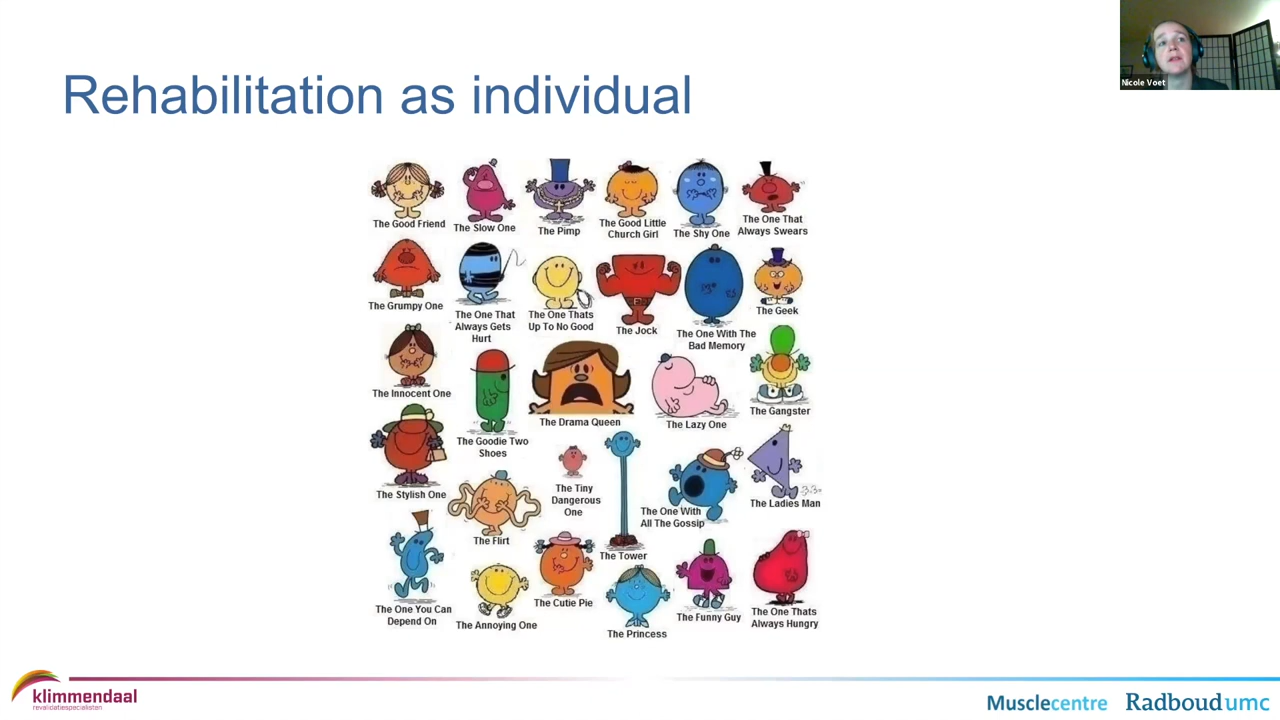 Nicole Voet
Rehabilitation as individual
The Good Friend
The Slow One
The Pimp
The Good Little
Church Girl
The Shy One
The One That
Always Swears
The Grumpy One
The One That
Always Gets
Hurt
The One Thats
Up To No Good
The Jock
The One With The
Bad Memory
The Geek
The Innocent One
The Goodie Two
Shoes
The Drama Queen
The Lazy One
The Gangster
The Stylish One
The Flirt
The Tiny
Dangerous
One
The Tower
The One With
All The Gossip
The Ladies Man
The One You Can
Depend On
The Annoying One
The Cutie Pie
The Princess
The Funny Guy
The One Thats
Always Hungry
klimmendaal
revalidatiespecialisten
Musclecentre
Radboudumc